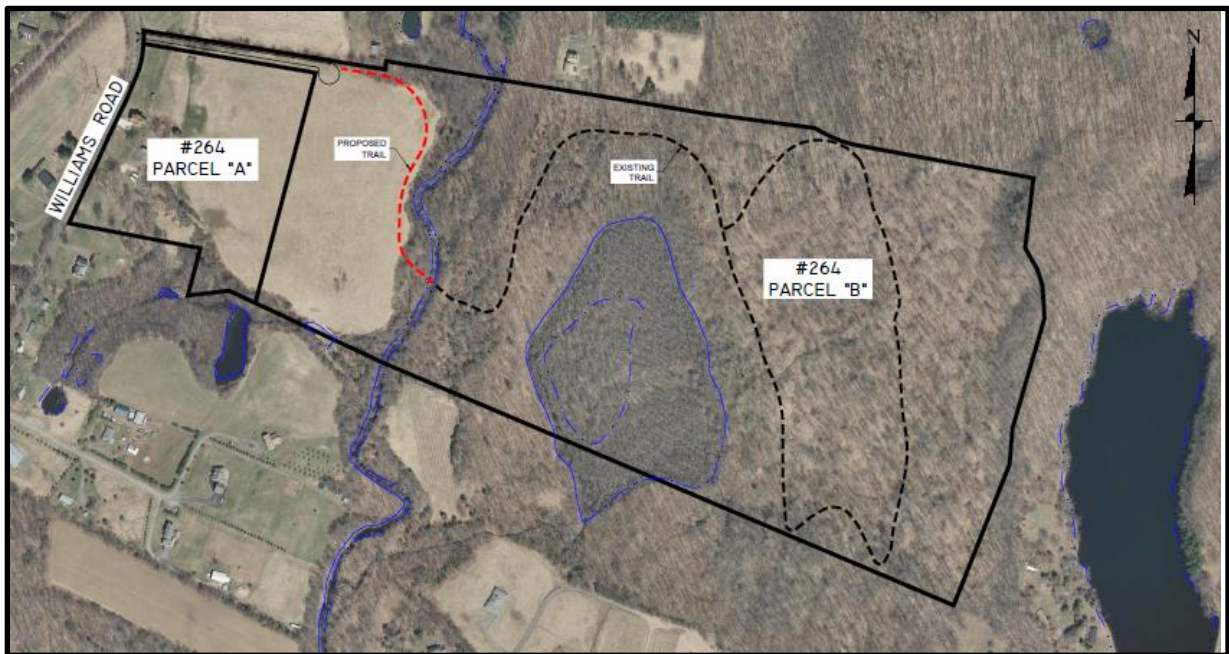 N
WILLIAMS ROAD
#264
PARCEL "A"
PROPOSED
TRAIL
EXISTING
TRAIL
#264
PARCEL "B"